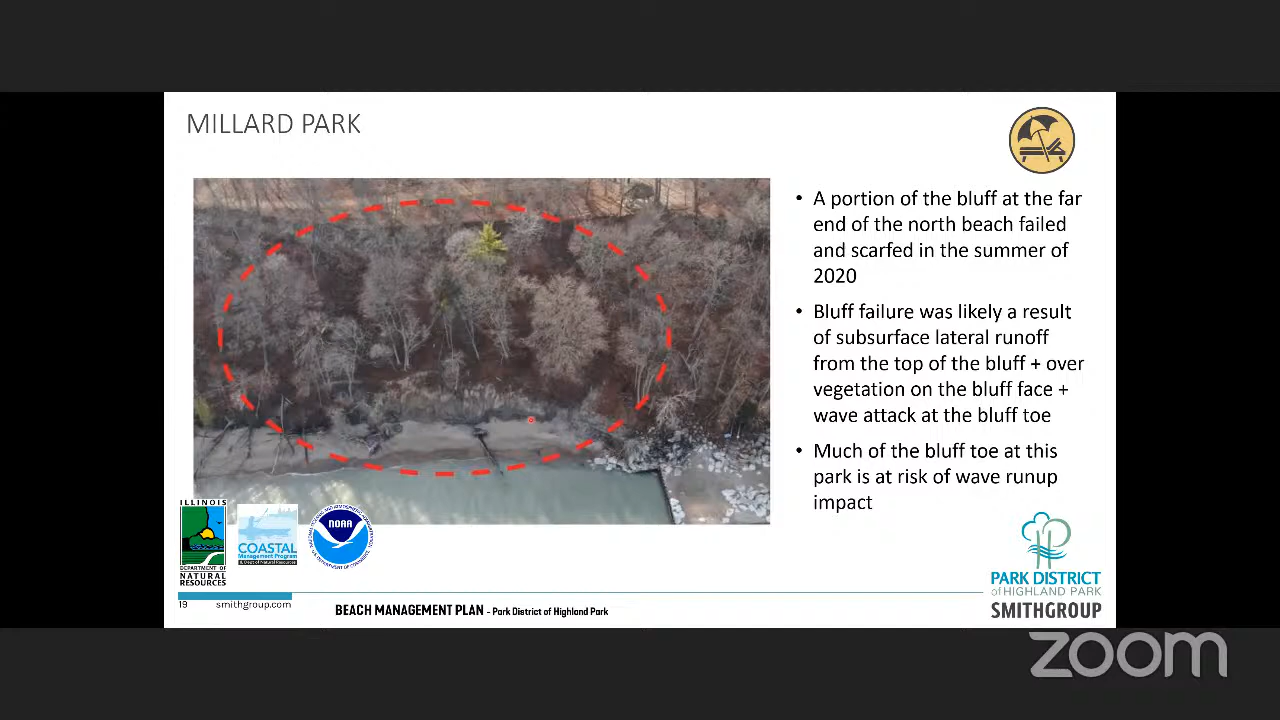 MILLARD PARK
• A portion of the bluff at the far
end of the north beach failed
and scarfed in the summer of
2020
• Bluff failure was likely a result
of subsurface lateral runoff
from the top of the bluff + over
vegetation on the bluff face +
wave attack at the bluff toe
• Much of the bluff toe at this
park is at risk of wave runup
impact
ILLINOIS
DEPARTMENT OF
NATURAL
RESOURCES
COASTAL
Management Program
NOAA
PARK DISTRICT
of HIGHLAND PARK
SMITHGROUP
19 smithgroup.com
BEACH MANAGEMENT PLAN - Park District of Highland Park
zoom